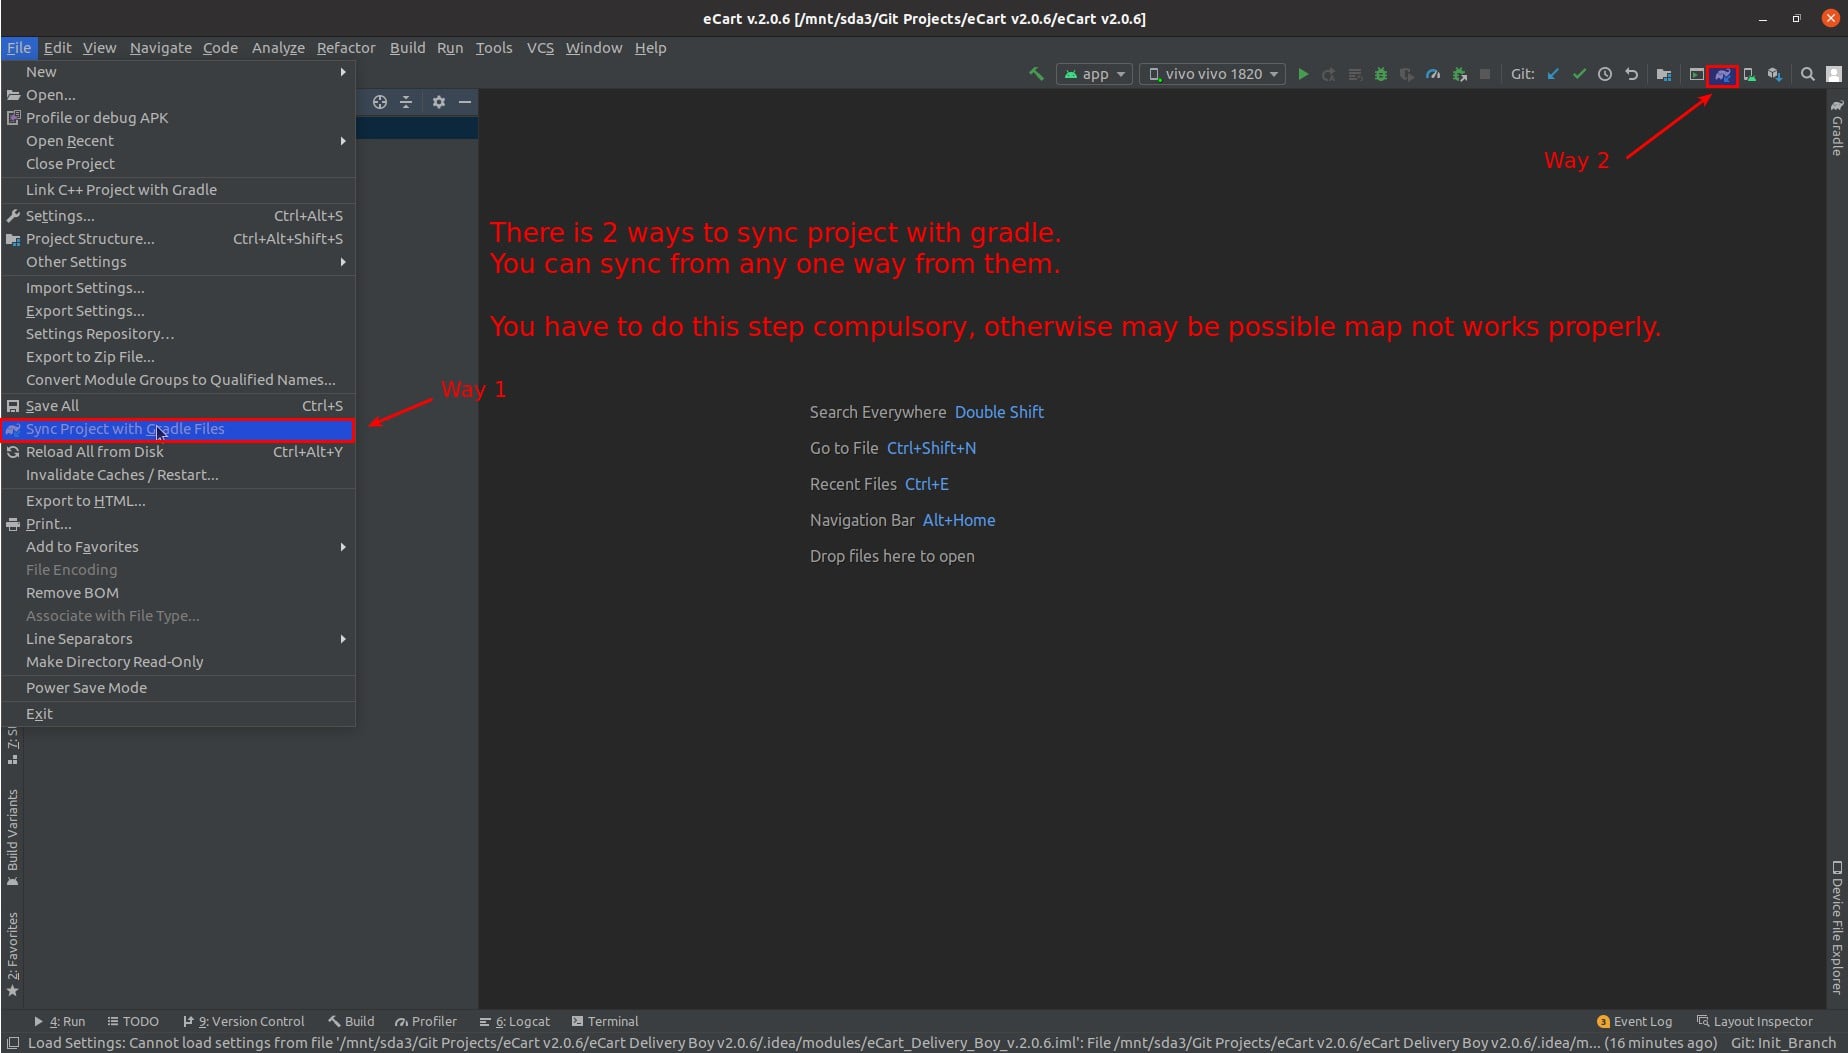 eCart v.2.0.6 [/mnt/sda3/Git Projects/eCart v2.0.6/eCart v2.0.6]
File Edit View Navigate Code Analyze Refactor Build Run Tools VCS Window Help
app vivo vivo 1820 Git:
New
Open...
Profile or debug APK
Open Recent
Close Project
Link C++ Project with Gradle
Settings... Ctrl+Alt+S
Project Structure... Ctrl+Alt+Shift+S
Other Settings
Import Settings...
Export Settings...
Settings Repository...
Export to Zip File...
Convert Module Groups to Qualified Names...
Save All Ctrl+S
Sync Project with Gradle Files
Reload All from Disk Ctrl+Alt+Y
Invalidate Caches / Restart...
Export to HTML...
Print...
Add to Favorites
File Encoding
Remove BOM
Associate with File Type...
Line Separators
Make Directory Read-Only
Power Save Mode
Exit
Way 1
Way 2
There is 2 ways to sync project with gradle.
You can sync from any one way from them.
You have to do this step compulsory, otherwise may be possible map not works properly.
Search Everywhere Double Shift
Go to File Ctrl+Shift+N
Recent Files Ctrl+E
Navigation Bar Alt+Home
Drop files here to open
Gradle
Device File Explorer
Build Variants
2: Favorites
4: Run TODO 9: Version Control Build Profiler 6: Logcat Terminal 3 Event Log Layout Inspector
Load Settings: Cannot load settings from file '/mnt/sda3/Git Projects/eCart v2.0.6/eCart Delivery Boy v2.0.6/.idea/modules/eCart_Delivery_Boy_v.2.0.6.iml': File /mnt/sda3/Git Projects/eCart v2.0.6/eCart Delivery Boy v2.0.6/.idea/m... (16 minutes ago) Git: Init_Branch